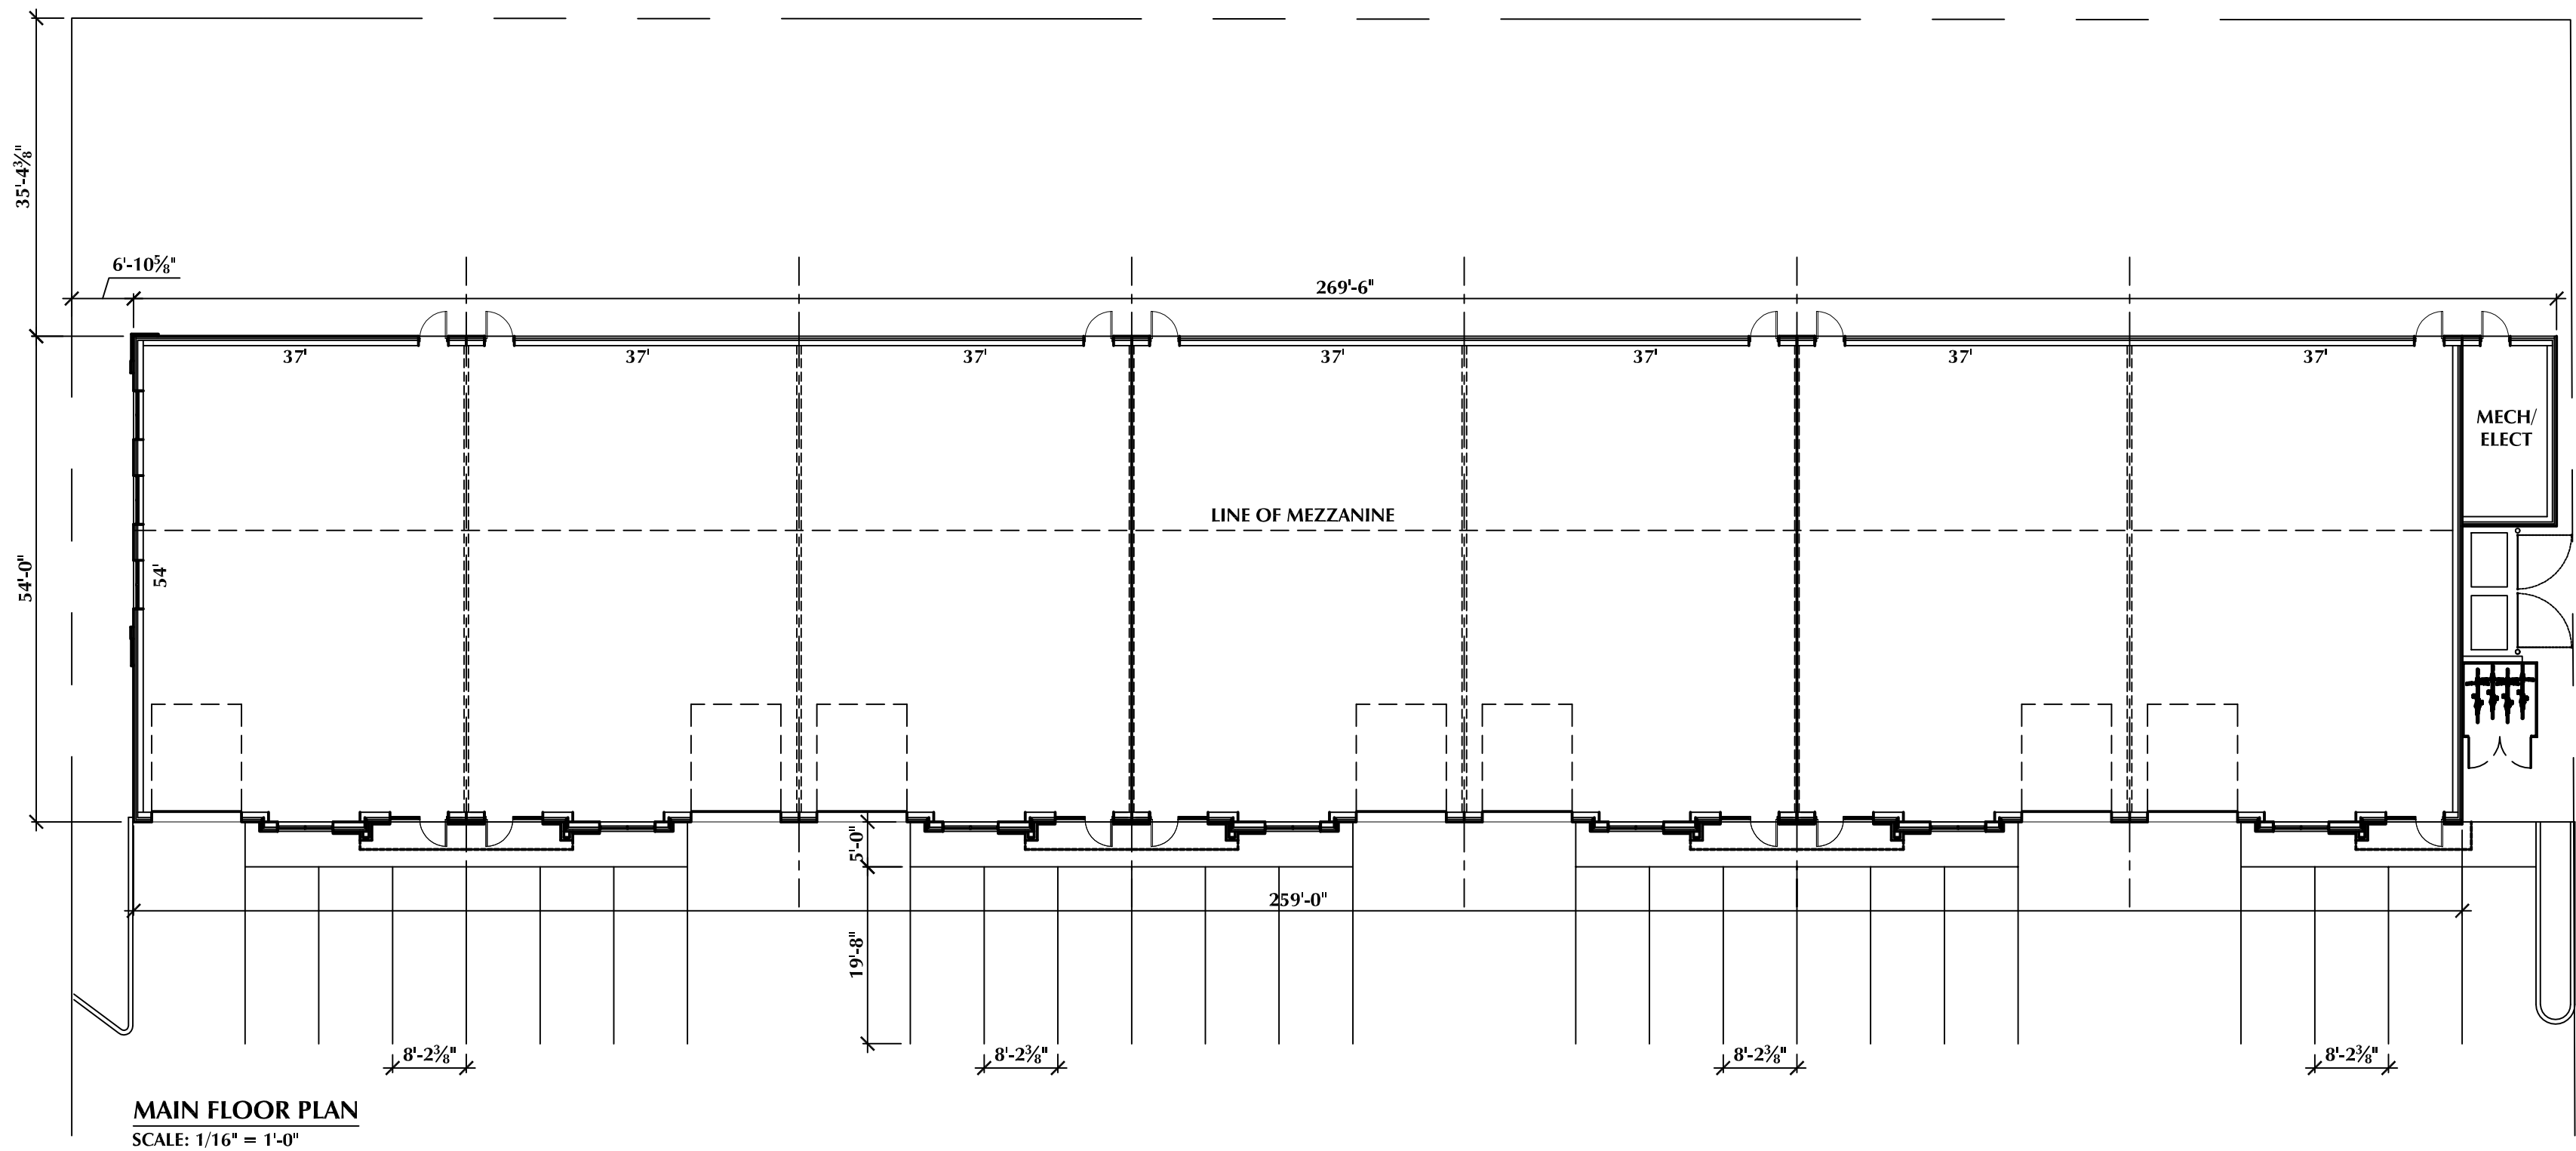 35'-4⅜"
6'-10⅝"
269'-6"
37' 37' 37' 37' 37' 37' 37'
MECH/
ELECT
LINE OF MEZZANINE
54'-0"
54'
5'-0"
259'-0"
19'-8"
8'-2⅜" 8'-2⅜" 8'-2⅜" 8'-2⅜"
MAIN FLOOR PLAN
SCALE: 1/16" = 1'-0"